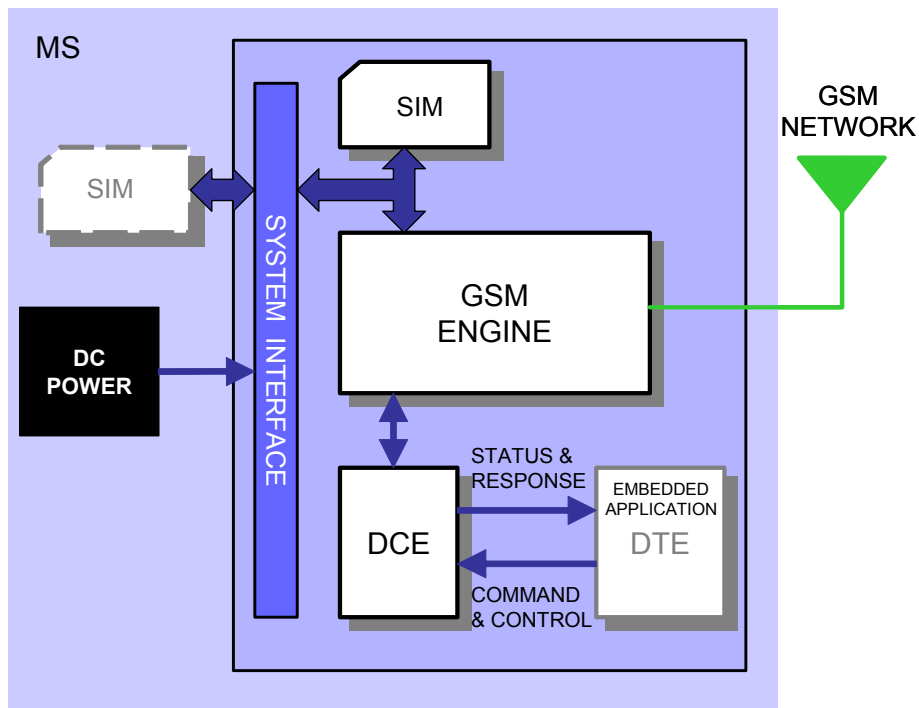 MS
SIM
GSM
NETWORK
SIM
SYSTEM INTERFACE
GSM
ENGINE
DC
POWER
STATUS &
RESPONSE
EMBEDDED
APPLICATION
DCE
DTE
COMMAND
& CONTROL